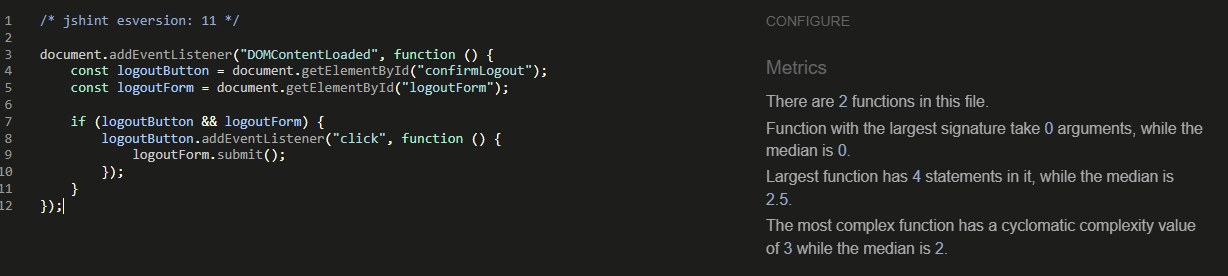 1 /* jshint esversion: 11 */
2
3 document.addEventListener("DOMContentLoaded", function () {
4     const logoutButton = document.getElementById("confirmLogout");
5     const logoutForm = document.getElementById("logoutForm");
6
7     if (logoutButton && logoutForm) {
8         logoutButton.addEventListener("click", function () {
9             logoutForm.submit();
10         });
11     }
12 });
CONFIGURE
Metrics
There are 2 functions in this file.
Function with the largest signature take 0 arguments, while the
median is 0.
Largest function has 4 statements in it, while the median is
2.5.
The most complex function has a cyclomatic complexity value
of 3 while the median is 2.